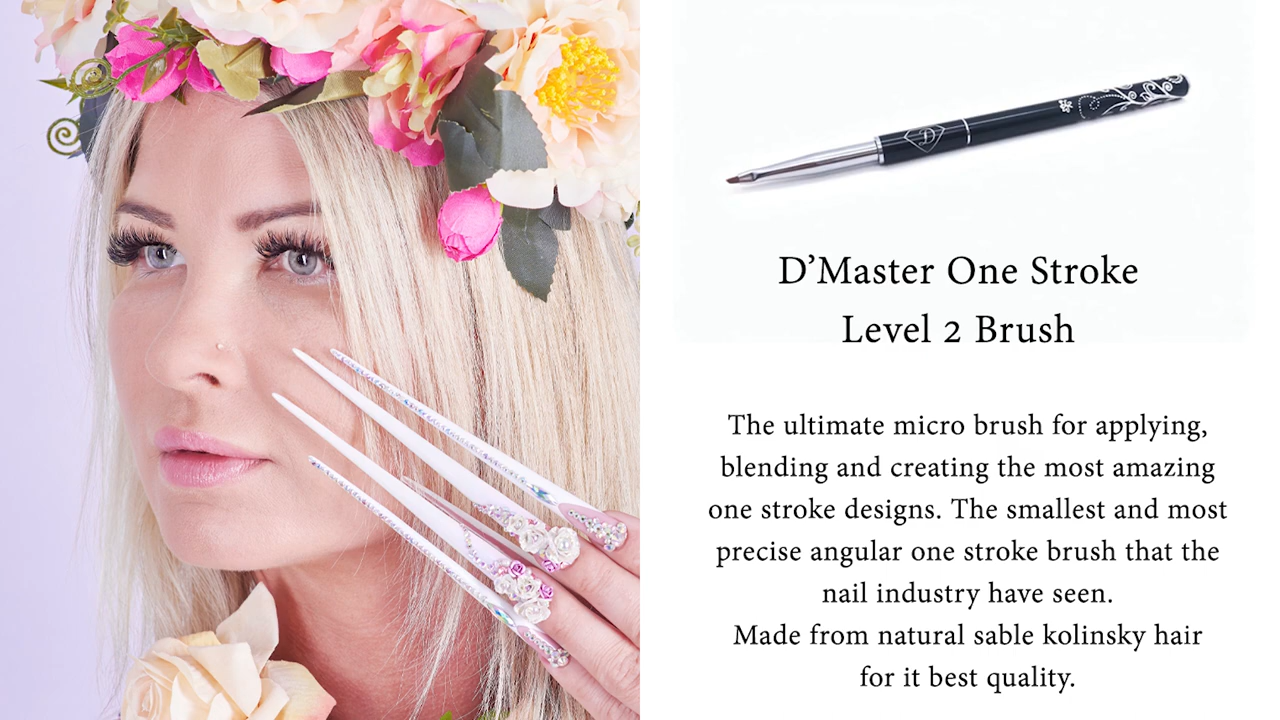 D
D’Master One Stroke
Level 2 Brush
The ultimate micro brush for applying,
blending and creating the most amazing
one stroke designs. The smallest and most
precise angular one stroke brush that the
nail industry have seen.
Made from natural sable kolinsky hair
for it best quality.